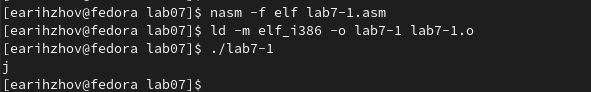 [earihzhov@fedora lab07]$ nasm -f elf lab7-1.asm
[earihzhov@fedora lab07]$ ld -m elf_i386 -o lab7-1 lab7-1.o
[earihzhov@fedora lab07]$ ./lab7-1
j
[earihzhov@fedora lab07]$